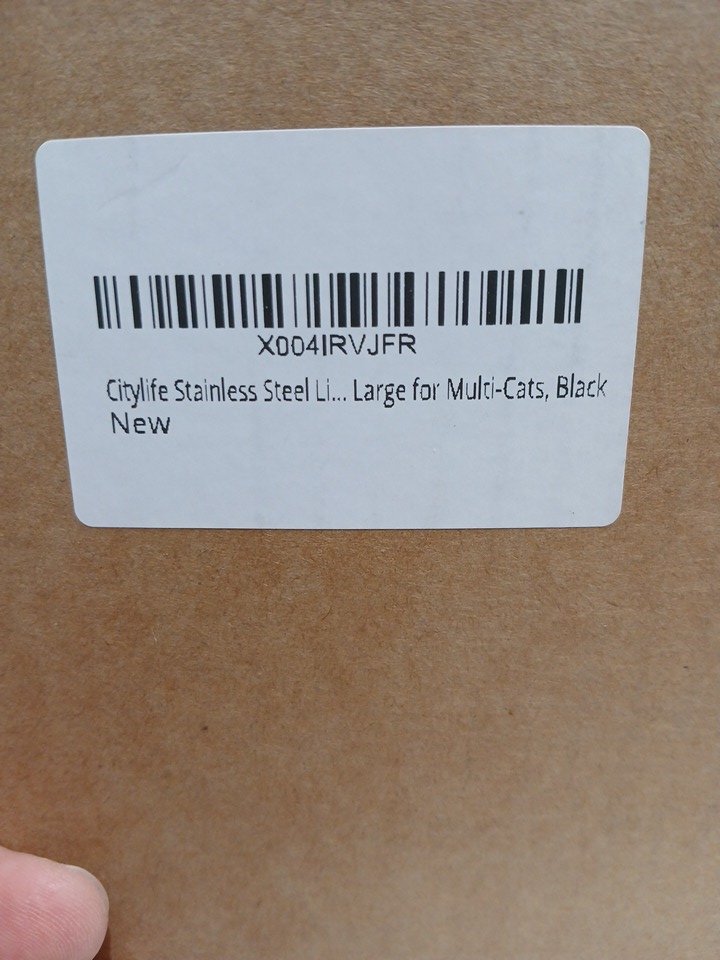 X004IRVJFR
Citylife Stainless Steel Li... Large for Multi-Cats, Black
New